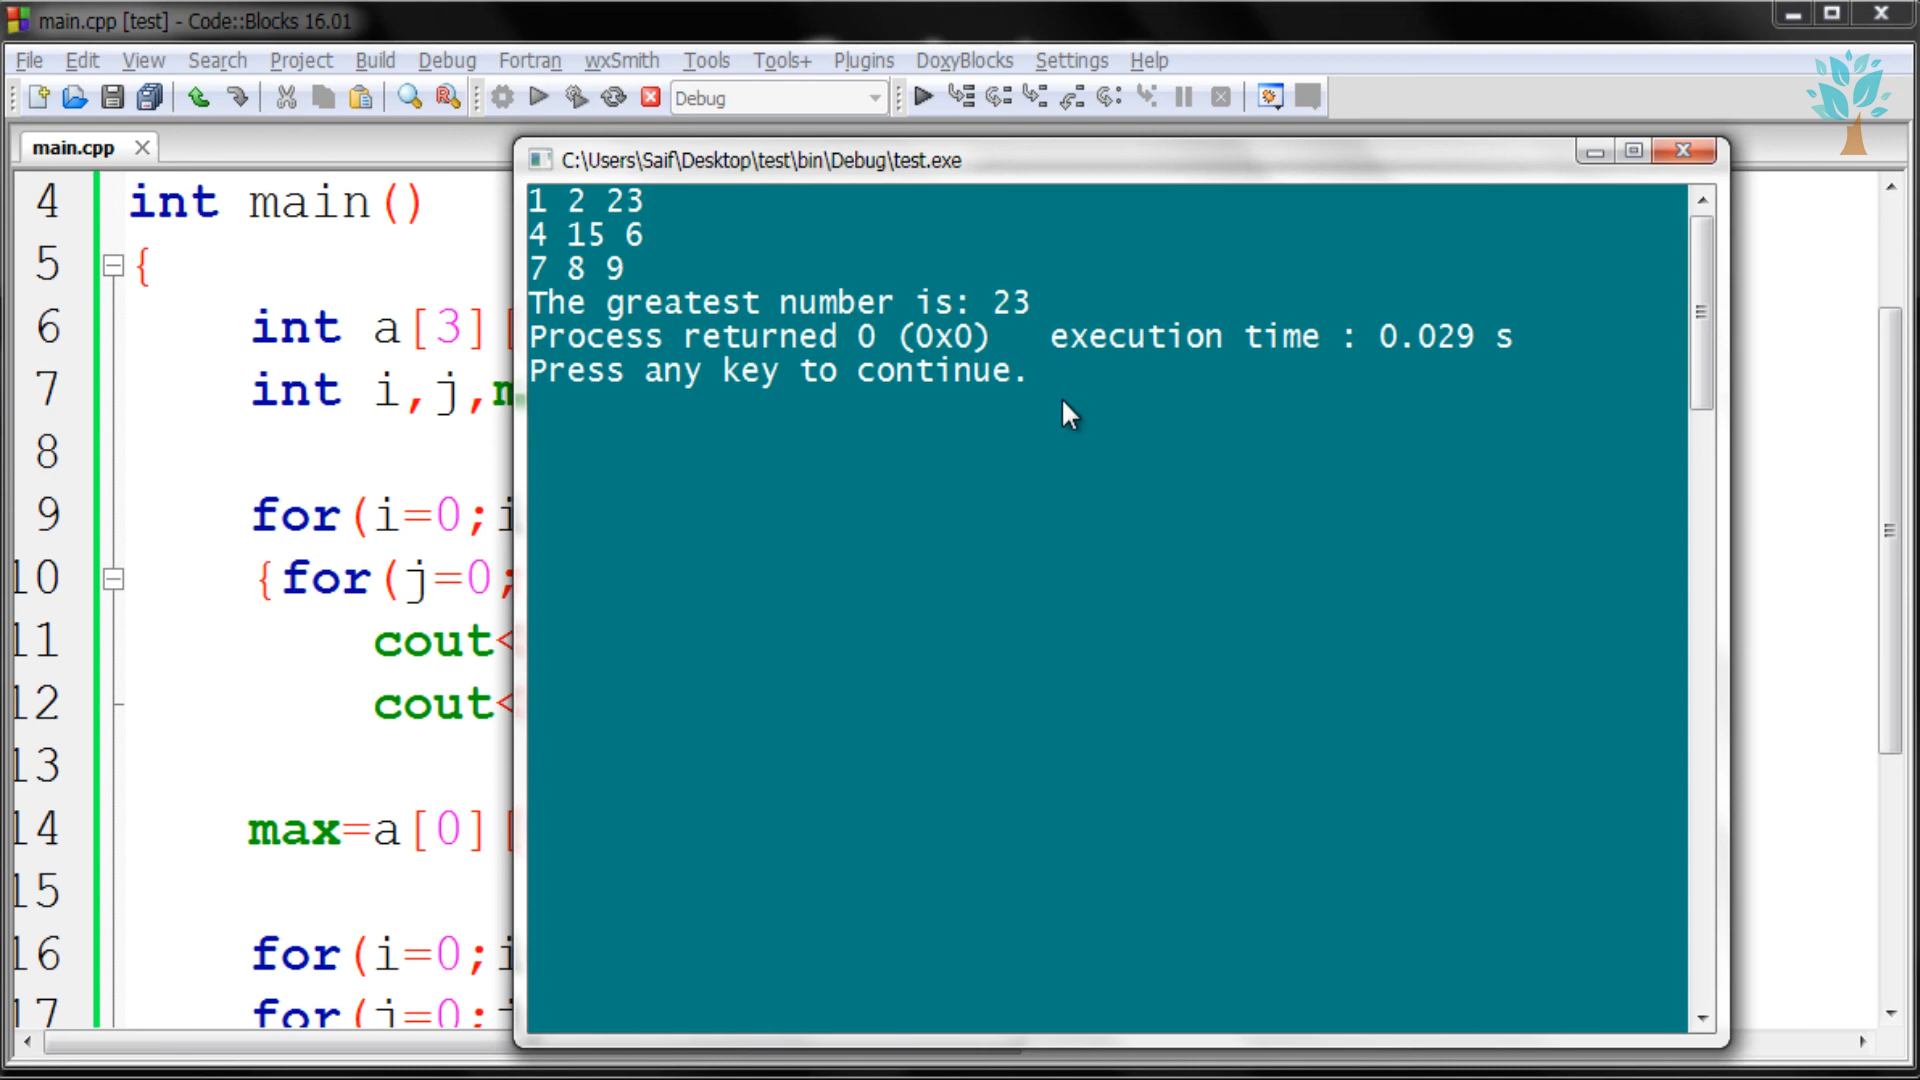 main.cpp [test] - Code::Blocks 16.01
File Edit View Search Project Build Debug Fortran wxSmith Tools Tools+ Plugins DoxyBlocks Settings Help
Debug
main.cpp
C:\Users\Saif\Desktop\test\bin\Debug\test.exe
1 2 23
4 15 6
7 8 9
The greatest number is: 23
Process returned 0 (0x0)   execution time : 0.029 s
Press any key to continue.
4 int main()
5 {
6 int a[3][
7 int i,j,m
8
9 for(i=0;i
10 {for(j=0;
11 cout<
12 cout<
13
14 max=a[0][
15
16 for(i=0;i
17 for(j=0;